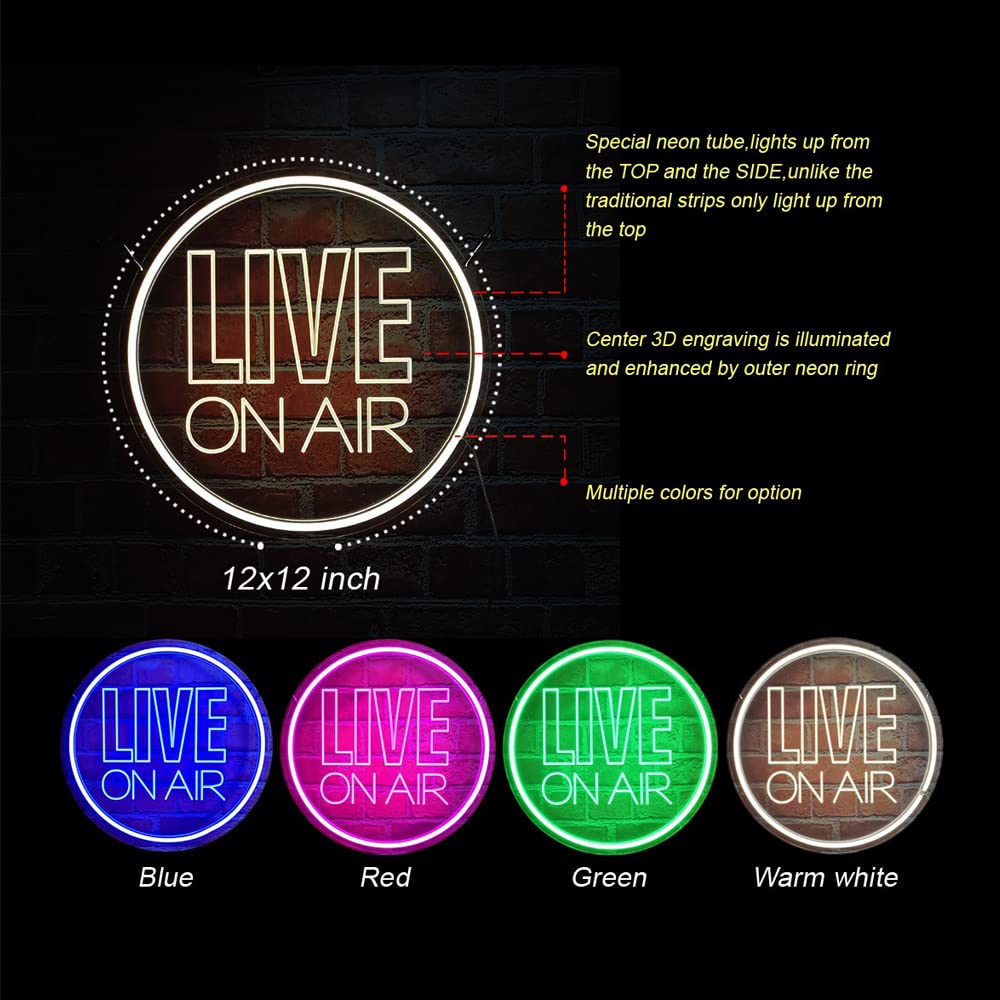 Special neon tube,lights up from
the TOP and the SIDE,unlike the
traditional strips only light up from
the top
LIVE
ON AIR
Center 3D engraving is illuminated
and enhanced by outer neon ring
Multiple colors for option
12x12 inch
LIVE
ON AIR
LIVE
ON AIR
LIVE
ON AIR
LIVE
ON AIR
Blue
Red
Green
Warm white